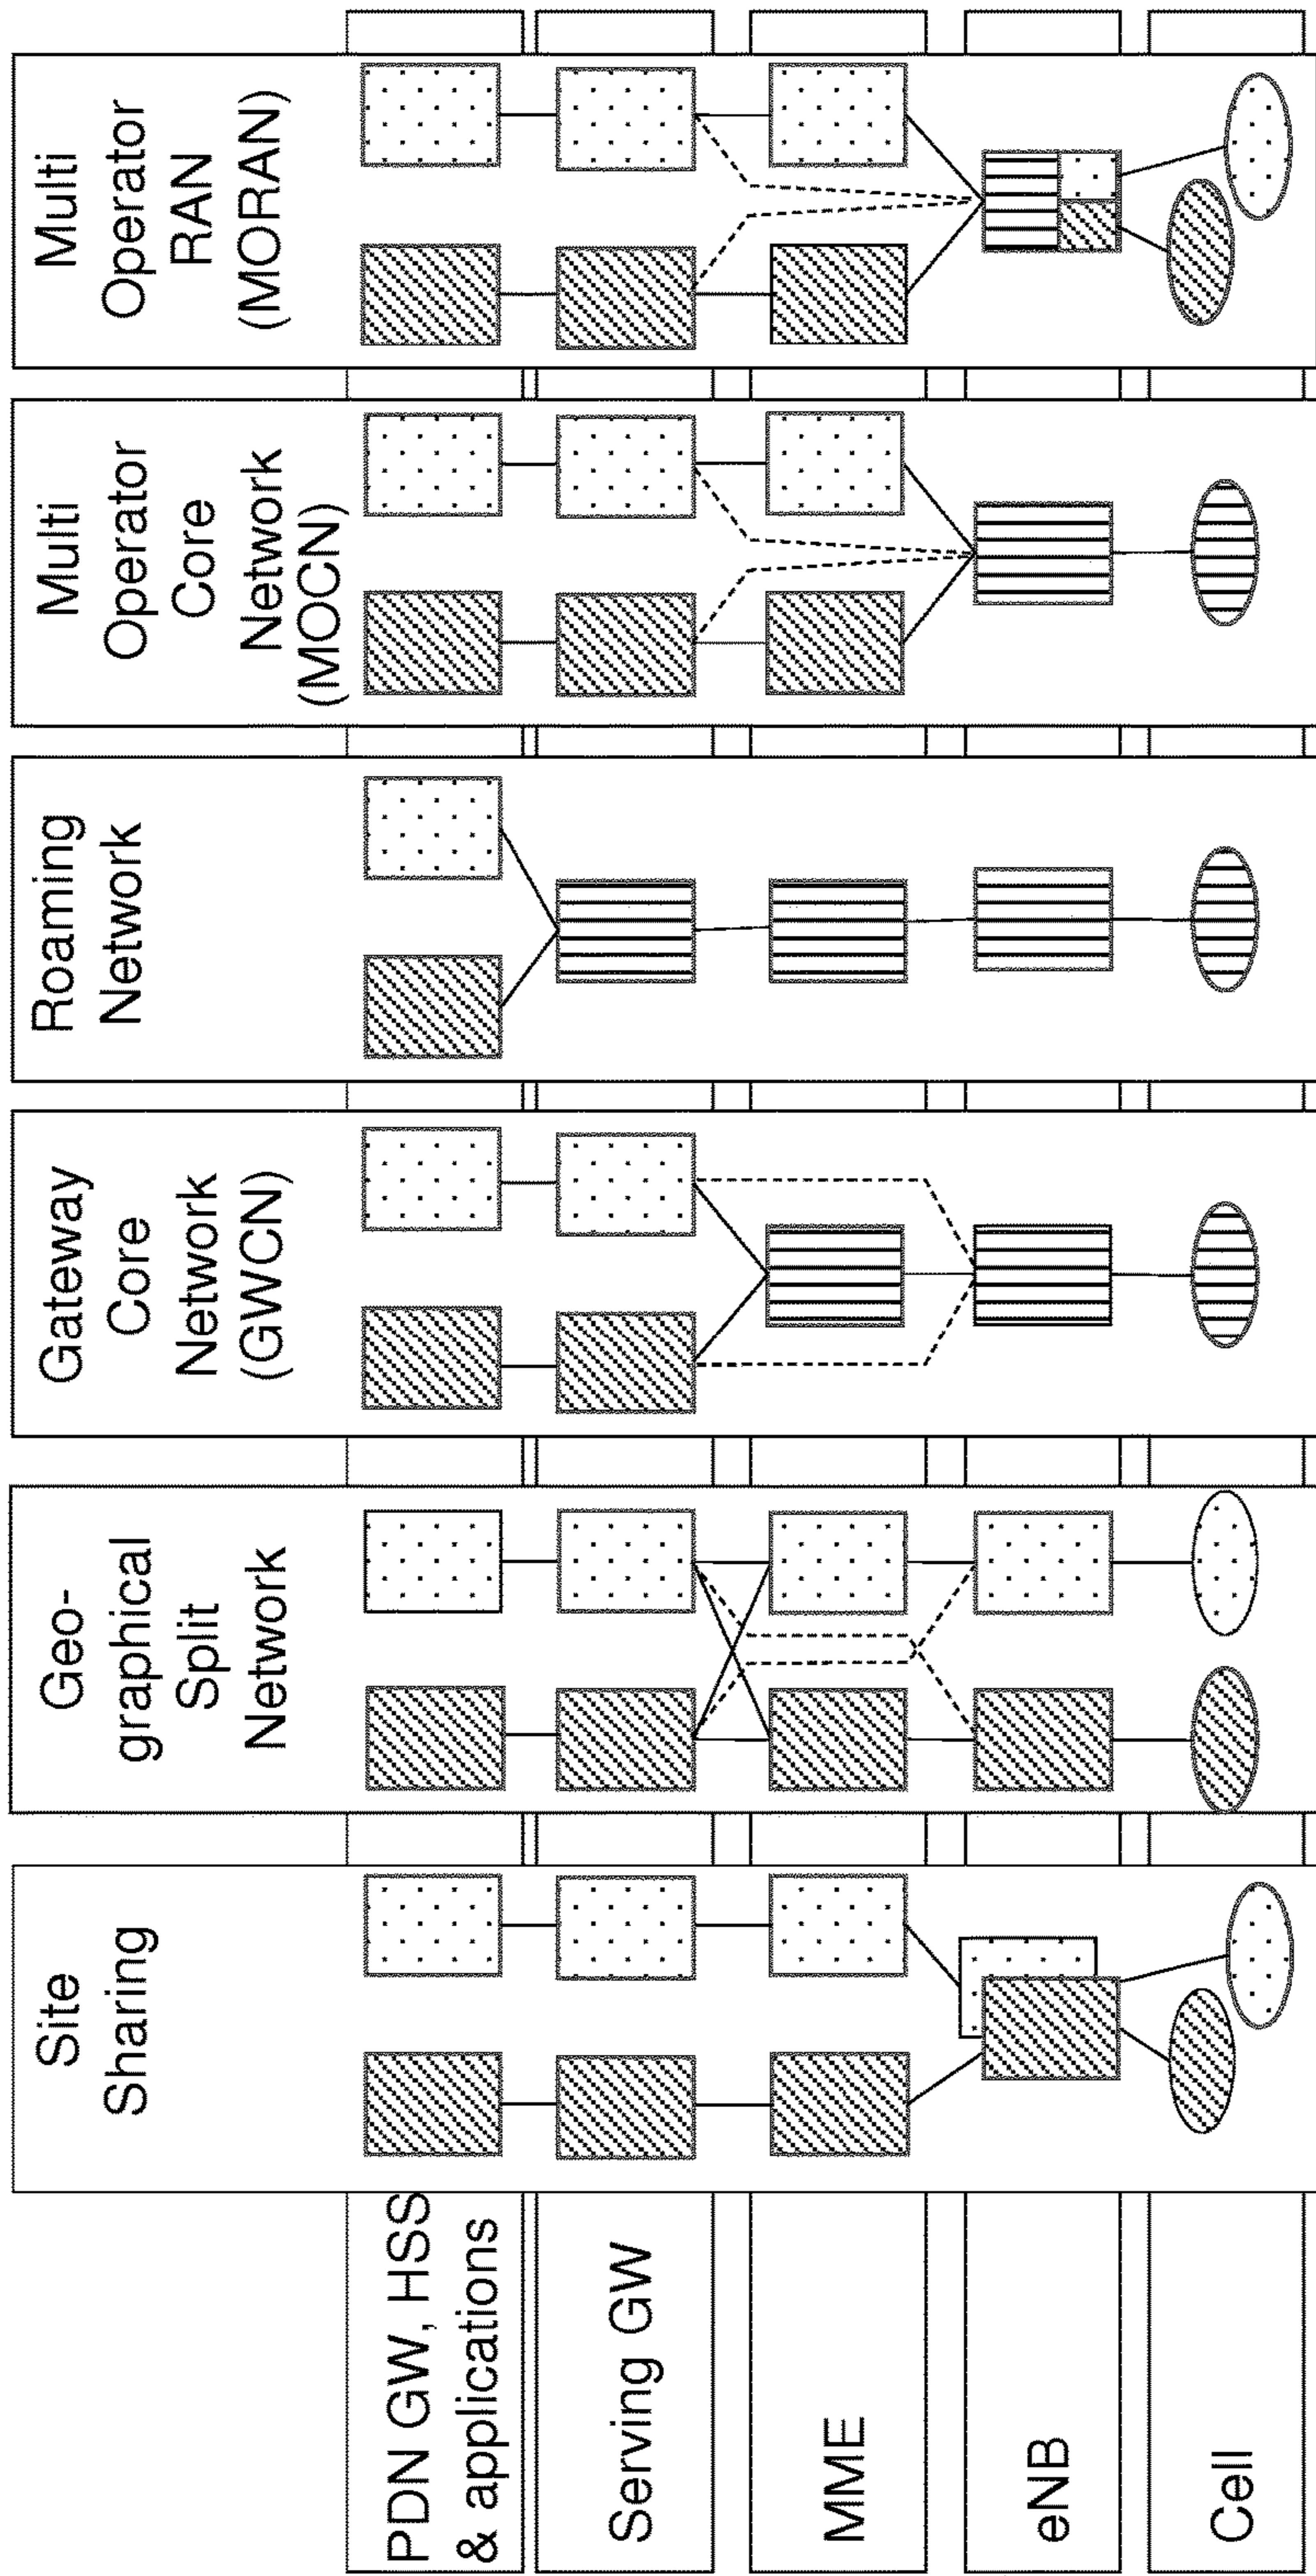 Site
Sharing
Geo-
graphical
Split
Network
Gateway
Core
Network
(GWCN)
Roaming
Network
Multi
Operator
Core
Network
(MOCN)
Multi
Operator
RAN
(MORAN)
PDN GW, HSS
& applications
Serving GW
MME
eNB
Cell